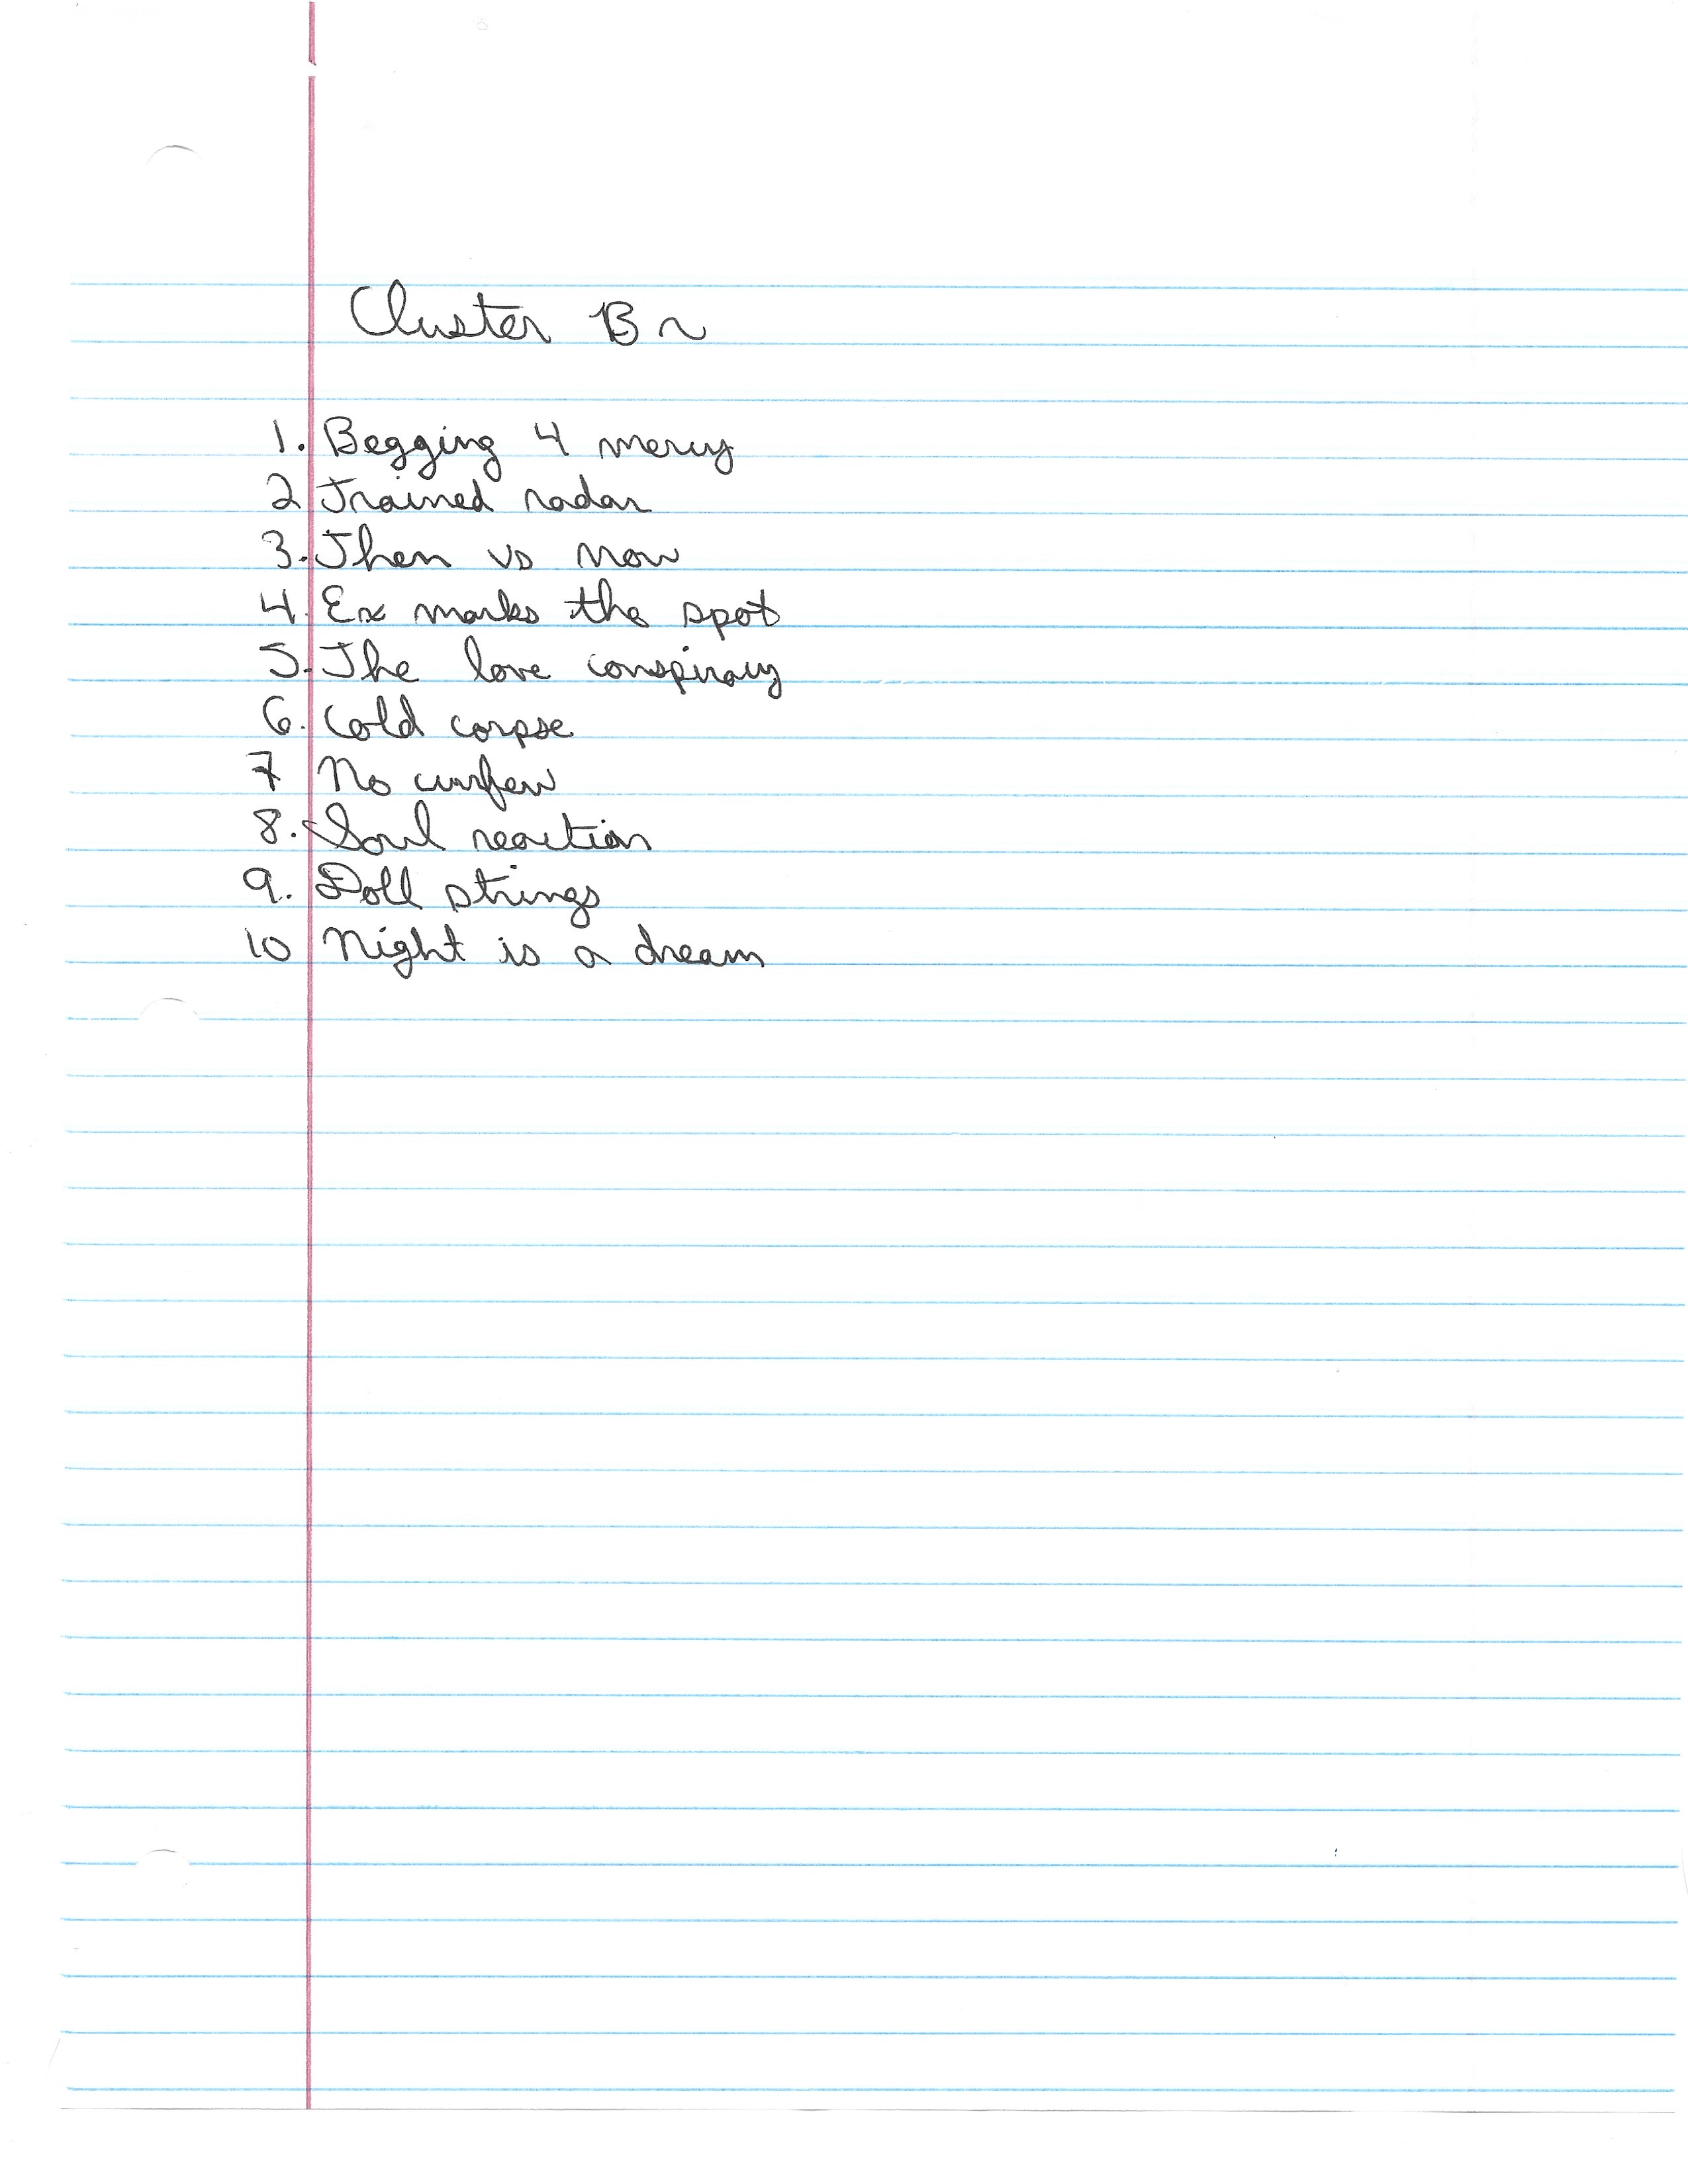 Cluster B ~
1. Begging 4 mercy
2 Trained radar
3. Then vs Now
4. Ex marks the spot
5. The love conspiracy
6. Cold corpse
7 No curfew
8. Soul reaction
9. Doll strings
10 Night is a dream